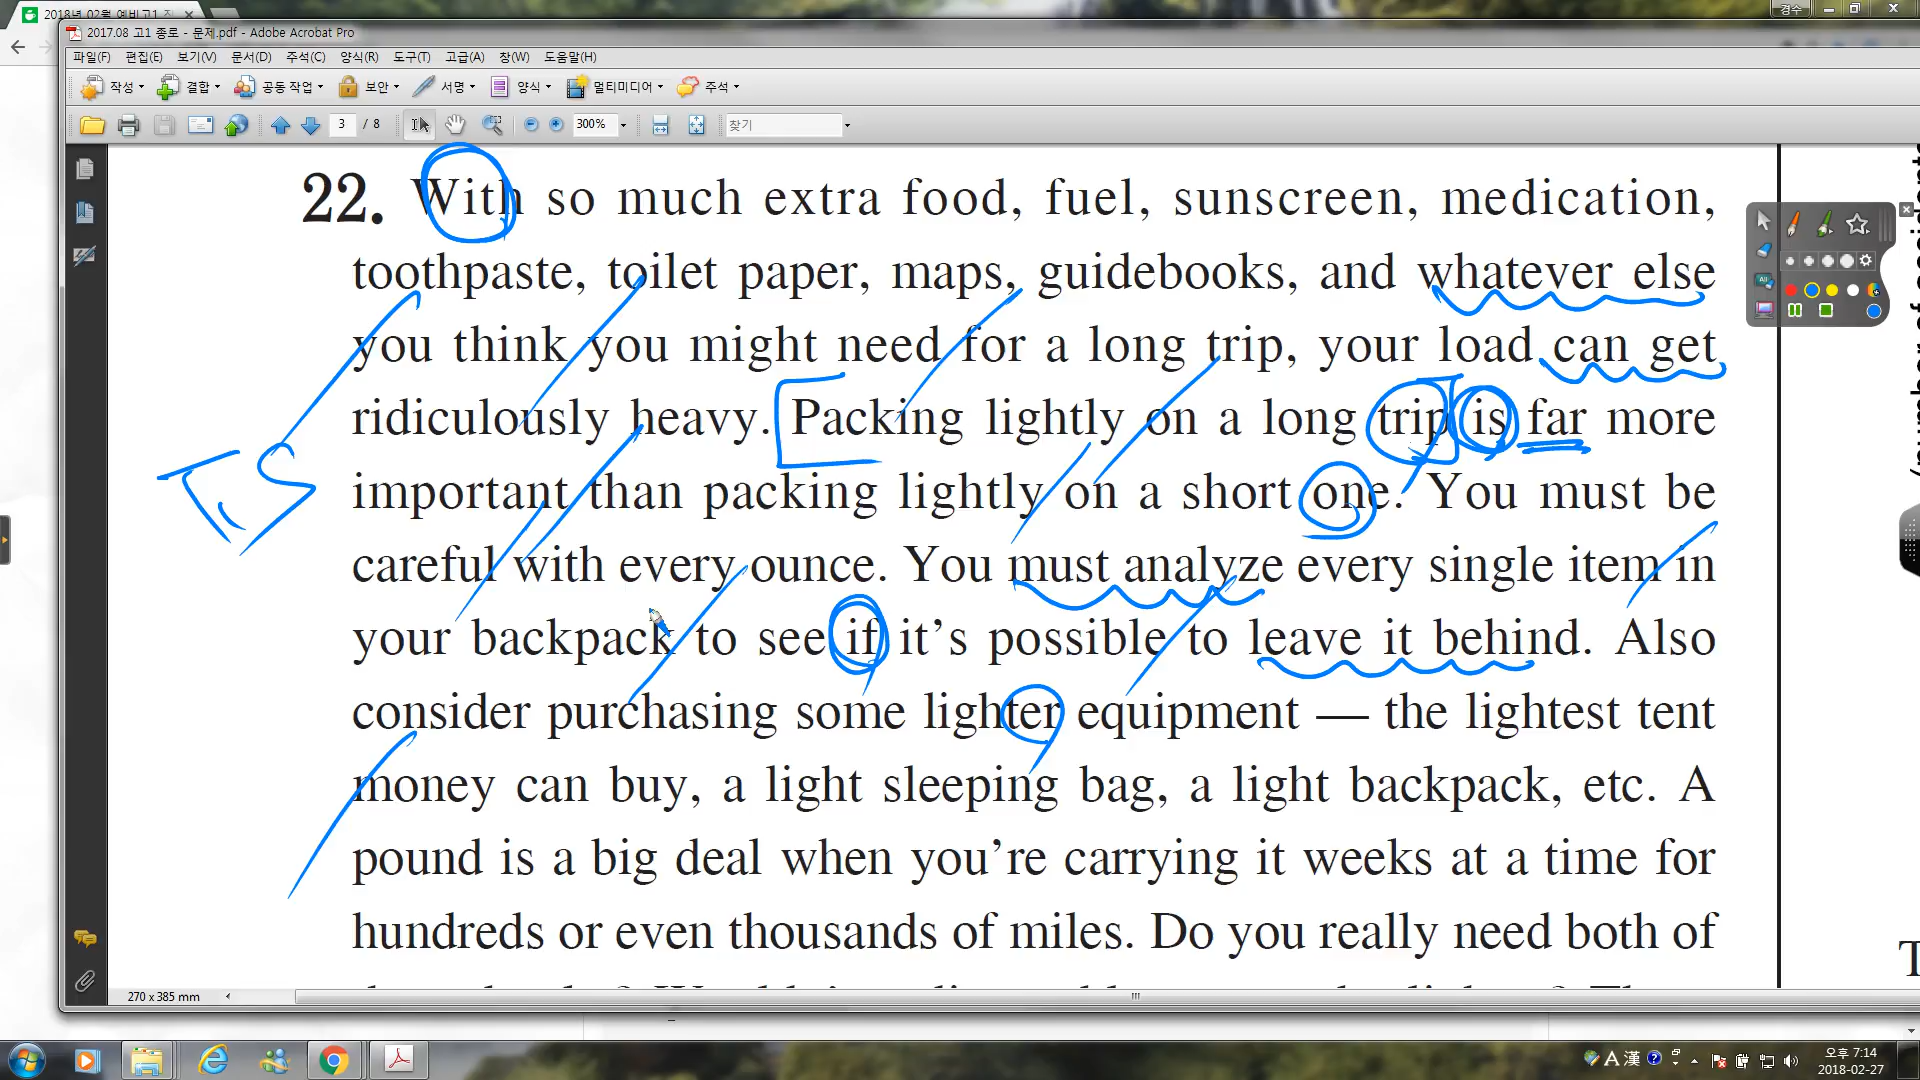 2018년 02월 예비고1 전
경수
2017.08 고1 종로 - 문제.pdf - Adobe Acrobat Pro
파일(F) 편집(E) 보기(V) 문서(D) 주석(C) 양식(R) 도구(T) 고급(A) 창(W) 도움말(H)
작성 결합 공동 작업 보안 서명 양식 멀티미디어 주석
3 / 8 300% 찾기
22. With so much extra food, fuel, sunscreen, medication,
toothpaste, toilet paper, maps, guidebooks, and whatever else
you think you might need for a long trip, your load can get
ridiculously heavy. Packing lightly on a long trip is far more
important than packing lightly on a short one. You must be
careful with every ounce. You must analyze every single item in
your backpack to see if it's possible to leave it behind. Also
consider purchasing some lighter equipment — the lightest tent
money can buy, a light sleeping bag, a light backpack, etc. A
pound is a big deal when you're carrying it weeks at a time for
hundreds or even thousands of miles. Do you really need both of
T.S
(number of accidents
T
270 x 385 mm
A 漢
오후 7:14
2018-02-27